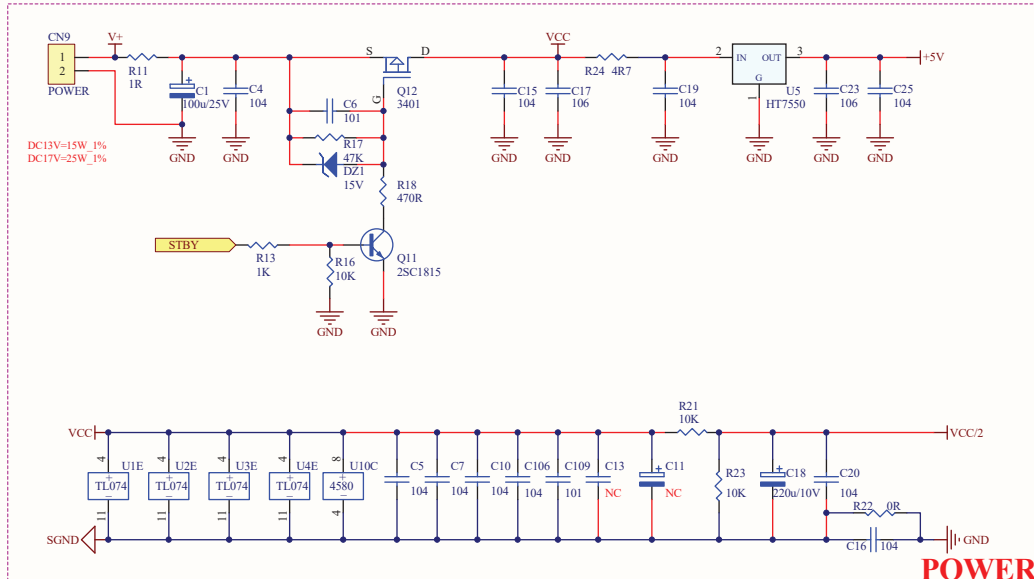 CN9
V+
1
2
POWER
R11
1R
C1
100u/25V
C4
104
GND
GND
DC13V=15W_1%
DC17V=25W_1%
S
D
G
Q12
3401
C6
101
R17
47K
DZ1
15V
R18
470R
STBY
R13
1K
R16
10K
Q11
2SC1815
GND
GND
VCC
C15
104
C17
106
R24 4R7
C19
104
GND
GND
GND
2
IN OUT
G
3
1
U5
HT7550
GND
C23
106
C25
104
+5V
GND
GND
VCC
4
U1E
+
TL074
-
11
4
U2E
+
TL074
-
11
4
U3E
+
TL074
-
11
4
U4E
+
TL074
-
11
8
U10C
+
4580
-
4
C5
104
C7
104
C10
104
C106
104
C109
101
C13
NC
+
C11
NC
R21
10K
R23
10K
+
C18
220u/10V
C20
104
R22 0R
C16 104
VCC/2
SGND
GND
POWER